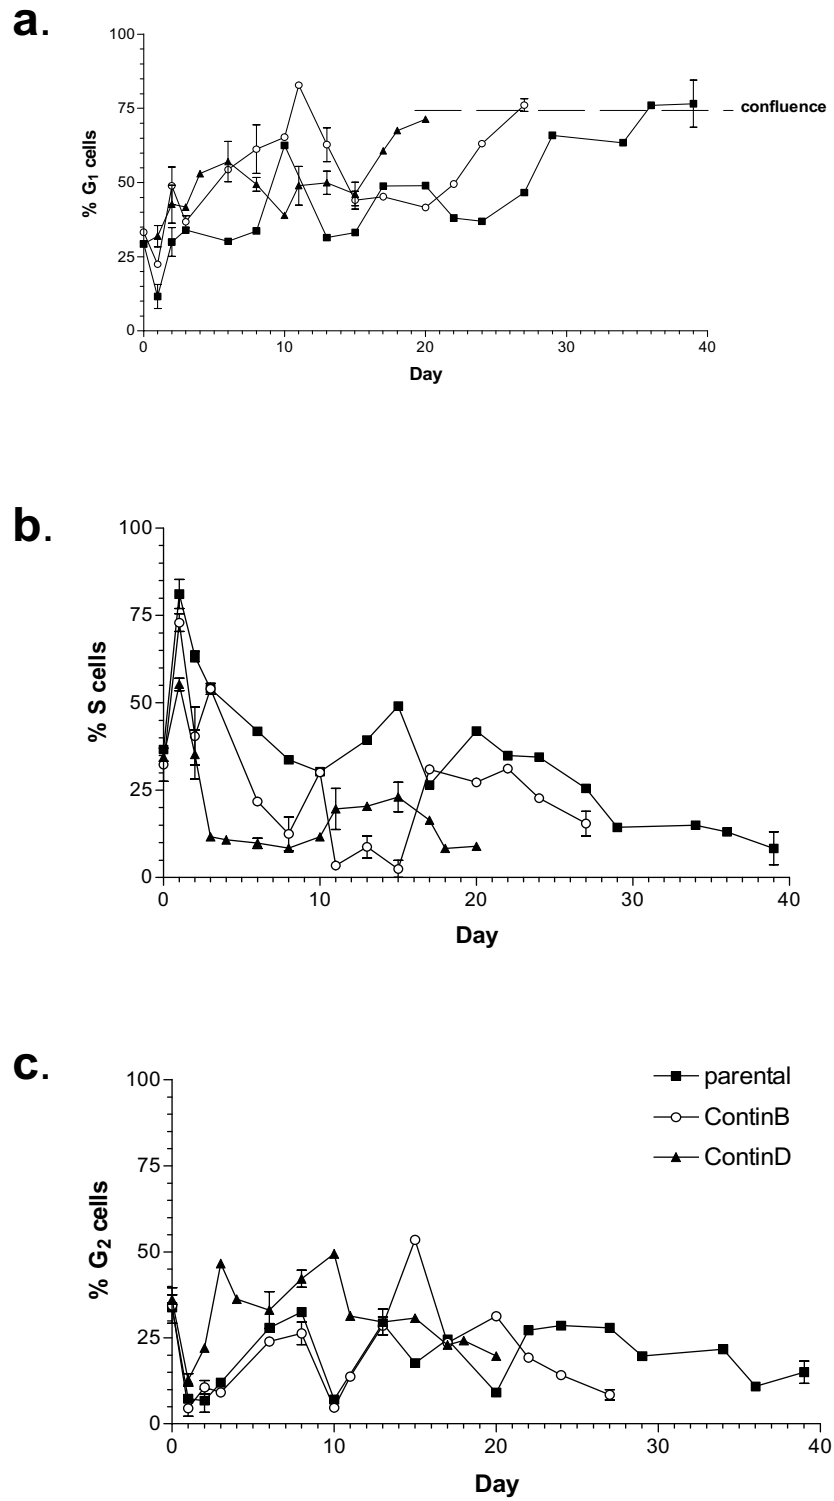 a.
100
75
50
25
0
% G₁ cells
confluence
0 10 20 30 40
Day
b.
100
75
50
25
0
% S cells
0 10 20 30 40
Day
c.
100
75
50
25
0
% G₂ cells
parental
ContinB
ContinD
0 10 20 30 40
Day